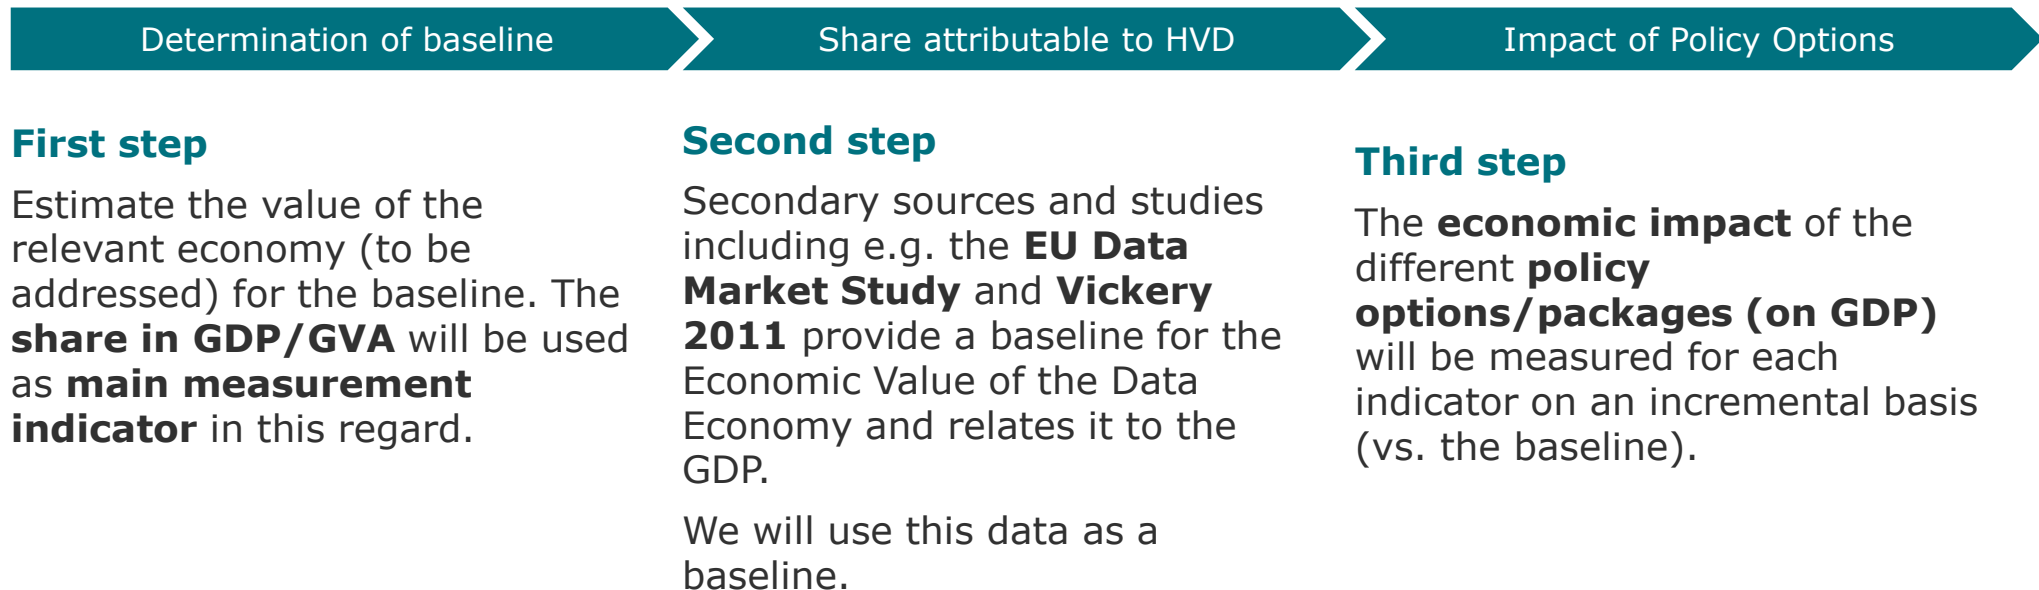 Determination of baseline
Share attributable to HVD
Impact of Policy Options
First step
Estimate the value of the
relevant economy (to be
addressed) for the baseline. The
share in GDP/GVA will be used
as main measurement
indicator in this regard.
Second step
Secondary sources and studies
including e.g. the EU Data
Market Study and Vickery
2011 provide a baseline for the
Economic Value of the Data
Economy and relates it to the
GDP.
We will use this data as a
baseline.
Third step
The economic impact of the
different policy
options/packages (on GDP)
will be measured for each
indicator on an incremental basis
(vs. the baseline).